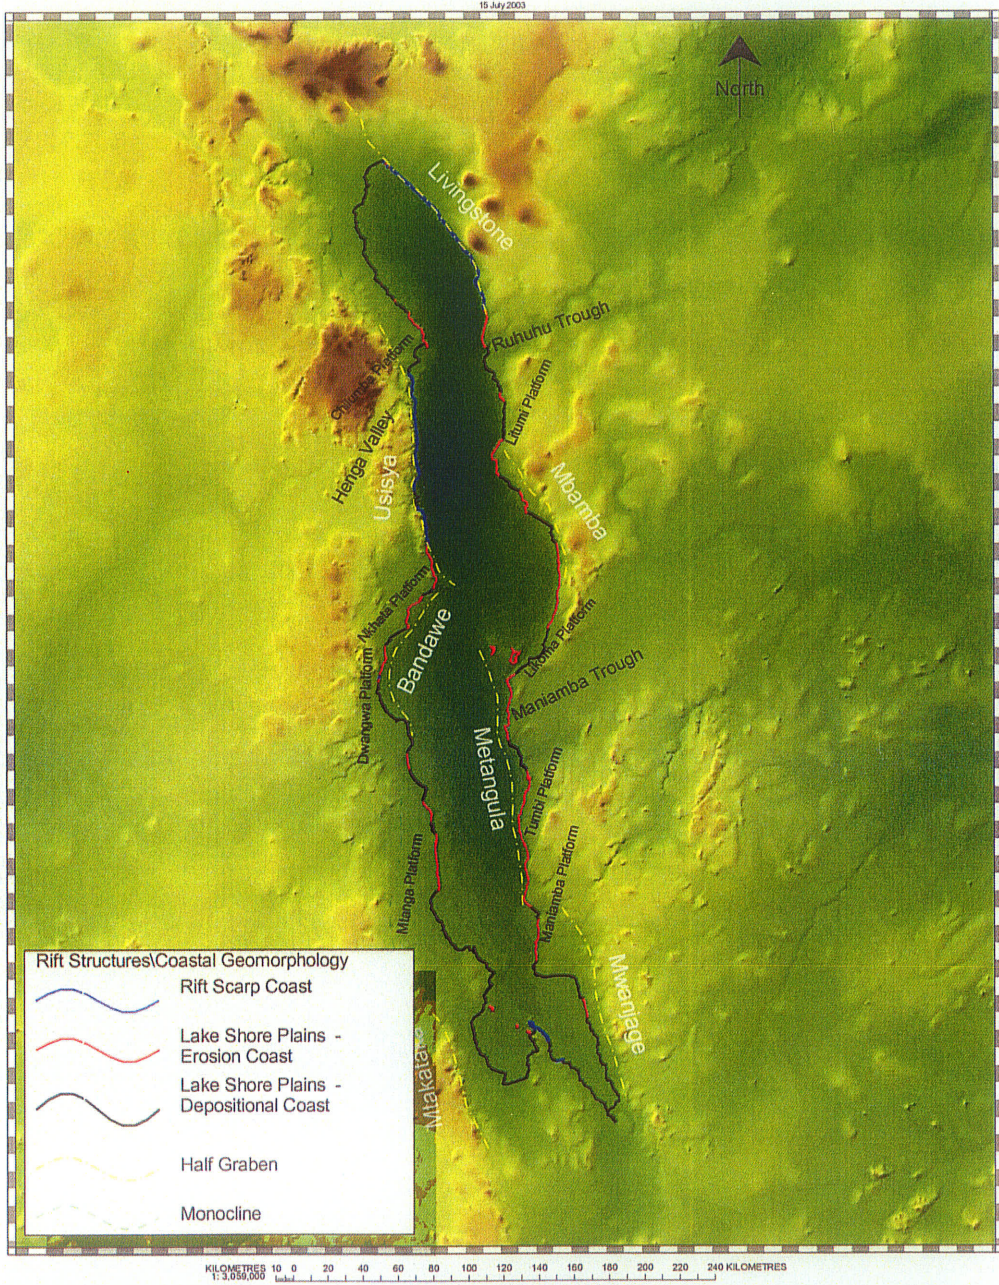 15 July 2003
North
Livingstone
Ruhuhu Trough
Chilumba Platform
Litumi Platform
Henga Valley
Usisya
Mbamba
Nkhata Platform
Likoma Platform
Bandawe
Dwangwa Platform
Maniamba Trough
Metangula
Tumbi Platform
Mtanga Platform
Maniamba Platform
Mwanjage
Mtakataka
Rift Structures\Coastal Geomorphology
Rift Scarp Coast
Lake Shore Plains -
Erosion Coast
Lake Shore Plains -
Depositional Coast
Half Graben
Monocline
KILOMETRES 10 0 20 40 60 80 100 120 140 160 180 200 220 240 KILOMETRES
1: 3,059,000